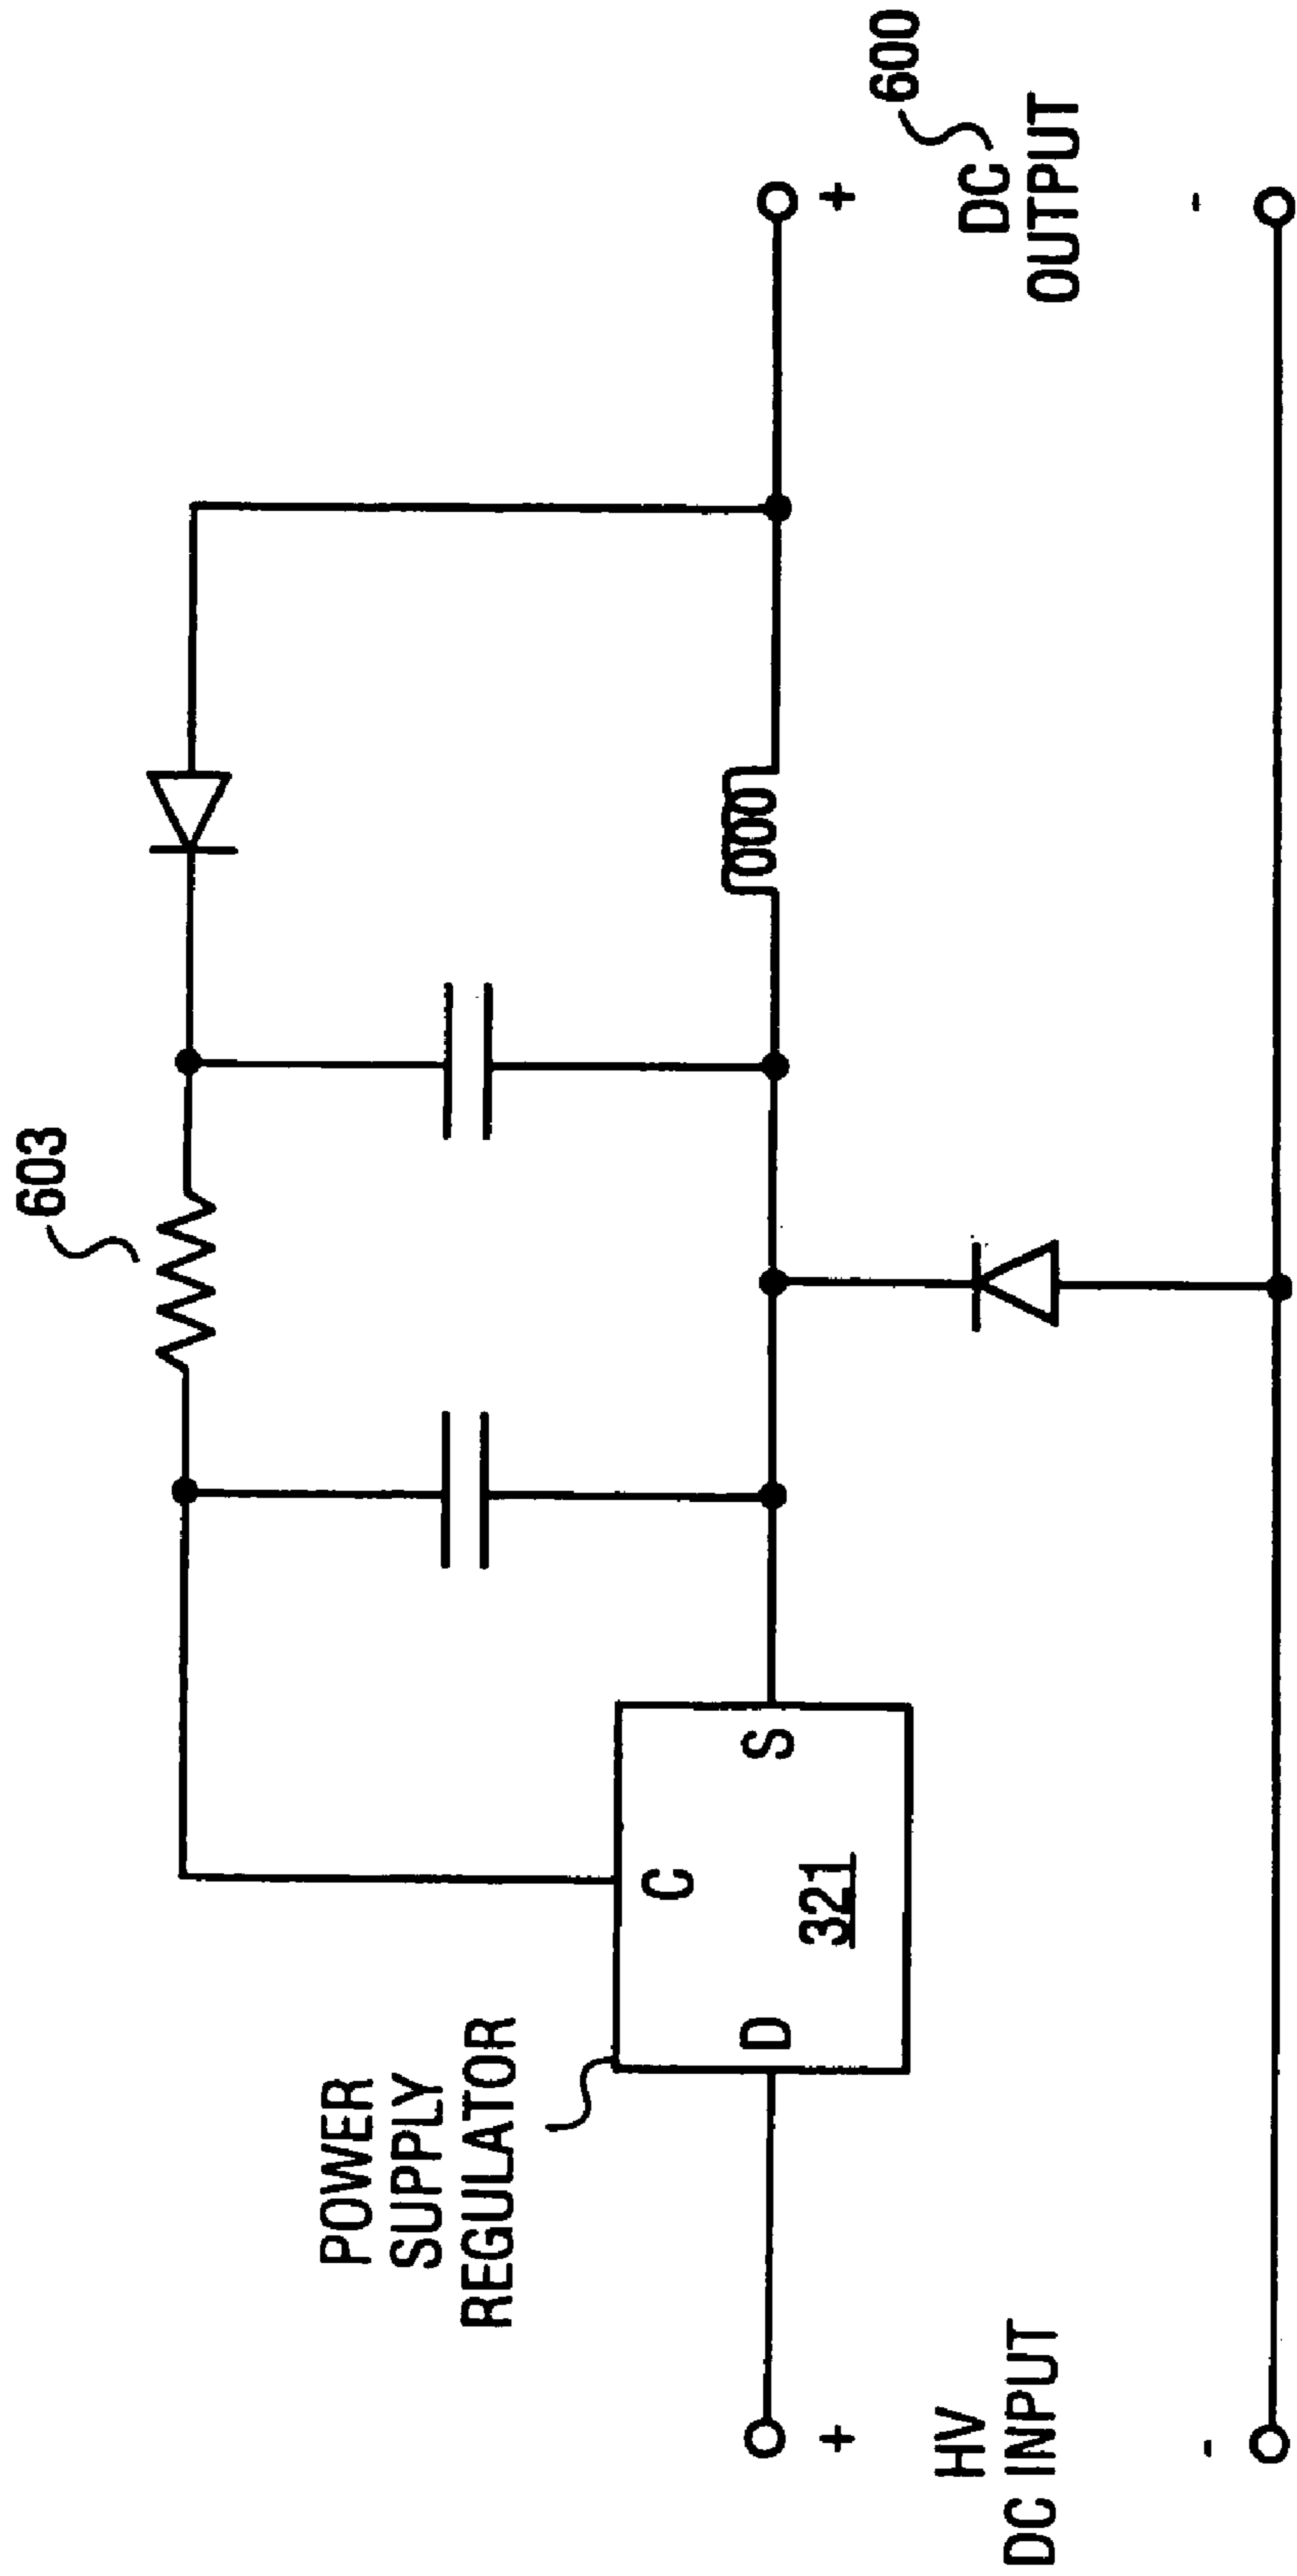 603
POWER
SUPPLY
REGULATOR
C
D
S
321
+
HV
DC INPUT
-
+
600
DC
OUTPUT
-